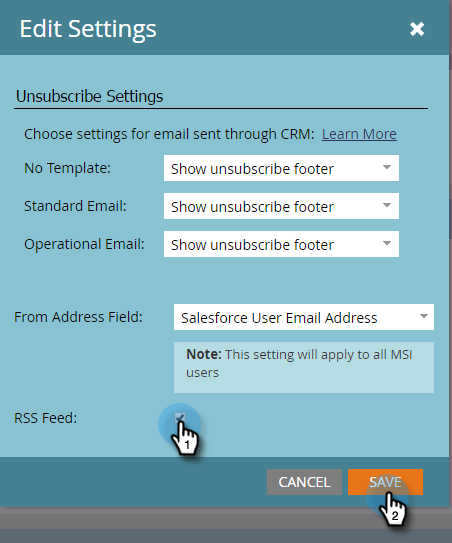 Edit Settings
Unsubscribe Settings
Choose settings for email sent through CRM: Learn More
No Template: Show unsubscribe footer
Standard Email: Show unsubscribe footer
Operational Email: Show unsubscribe footer
From Address Field: Salesforce User Email Address
Note: This setting will apply to all MSI
users
RSS Feed:
1
CANCEL SAVE
2